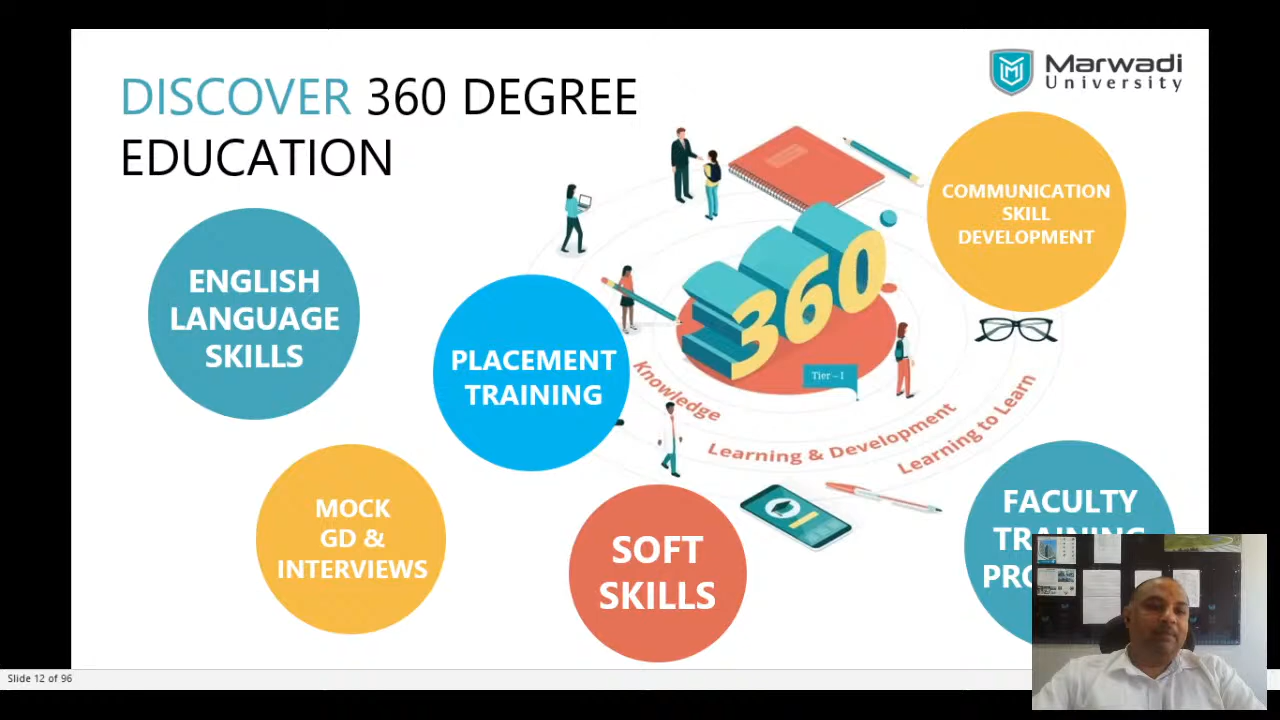 DISCOVER 360 DEGREE
EDUCATION
Marwadi
University
COMMUNICATION
SKILL
DEVELOPMENT
ENGLISH
LANGUAGE
SKILLS
PLACEMENT
TRAINING
360
Tier – I
Knowledge
Learning & Development
Learning to Learn
MOCK
GD &
INTERVIEWS
SOFT
SKILLS
FACULTY
Slide 12 of 96